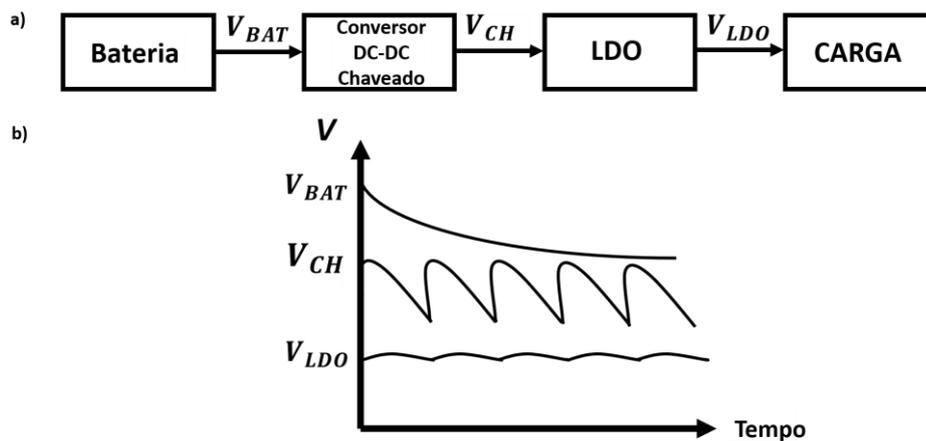 a)
Bateria
V_BAT
Conversor
DC-DC
Chaveado
V_CH
LDO
V_LDO
CARGA
b)
V
V_BAT
V_CH
V_LDO
Tempo